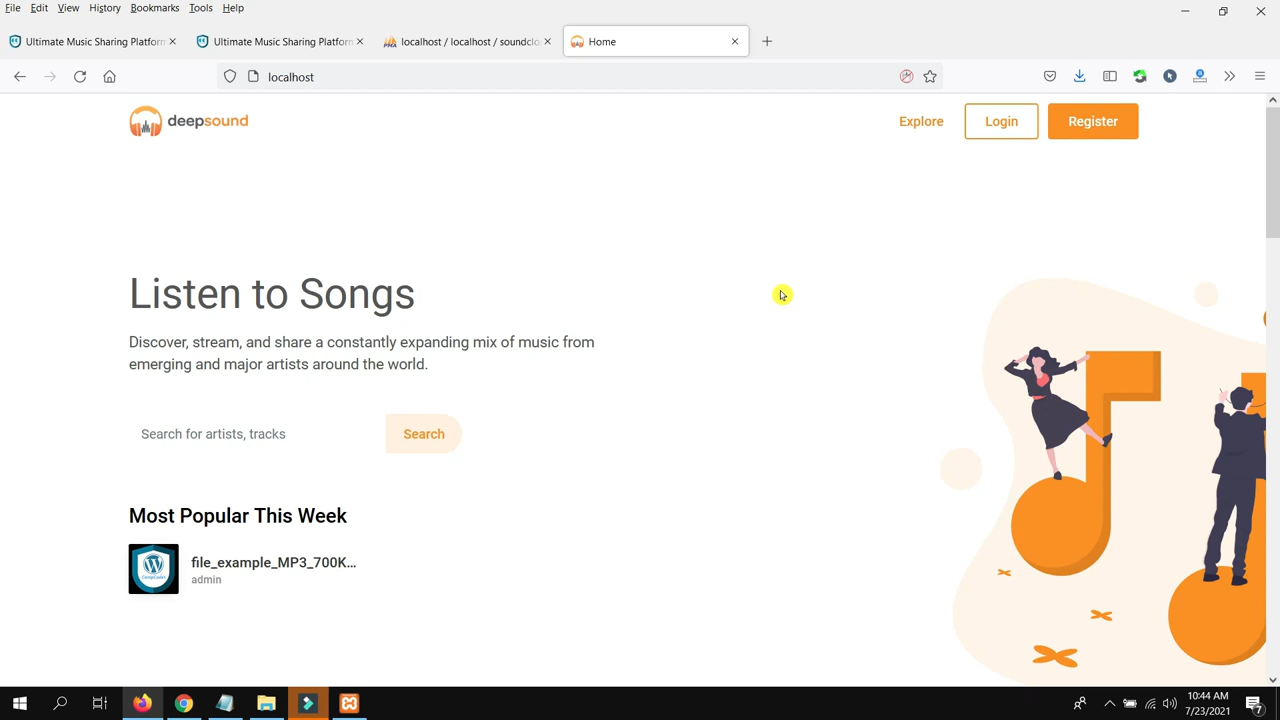 File Edit View History Bookmarks Tools Help
Ultimate Music Sharing Platform
Ultimate Music Sharing Platform
localhost / localhost / soundclo
Home
localhost
deepsound
Explore
Login
Register
Listen to Songs
Discover, stream, and share a constantly expanding mix of music from
emerging and major artists around the world.
Search for artists, tracks
Search
Most Popular This Week
file_example_MP3_700K...
admin
10:44 AM
7/23/2021
7